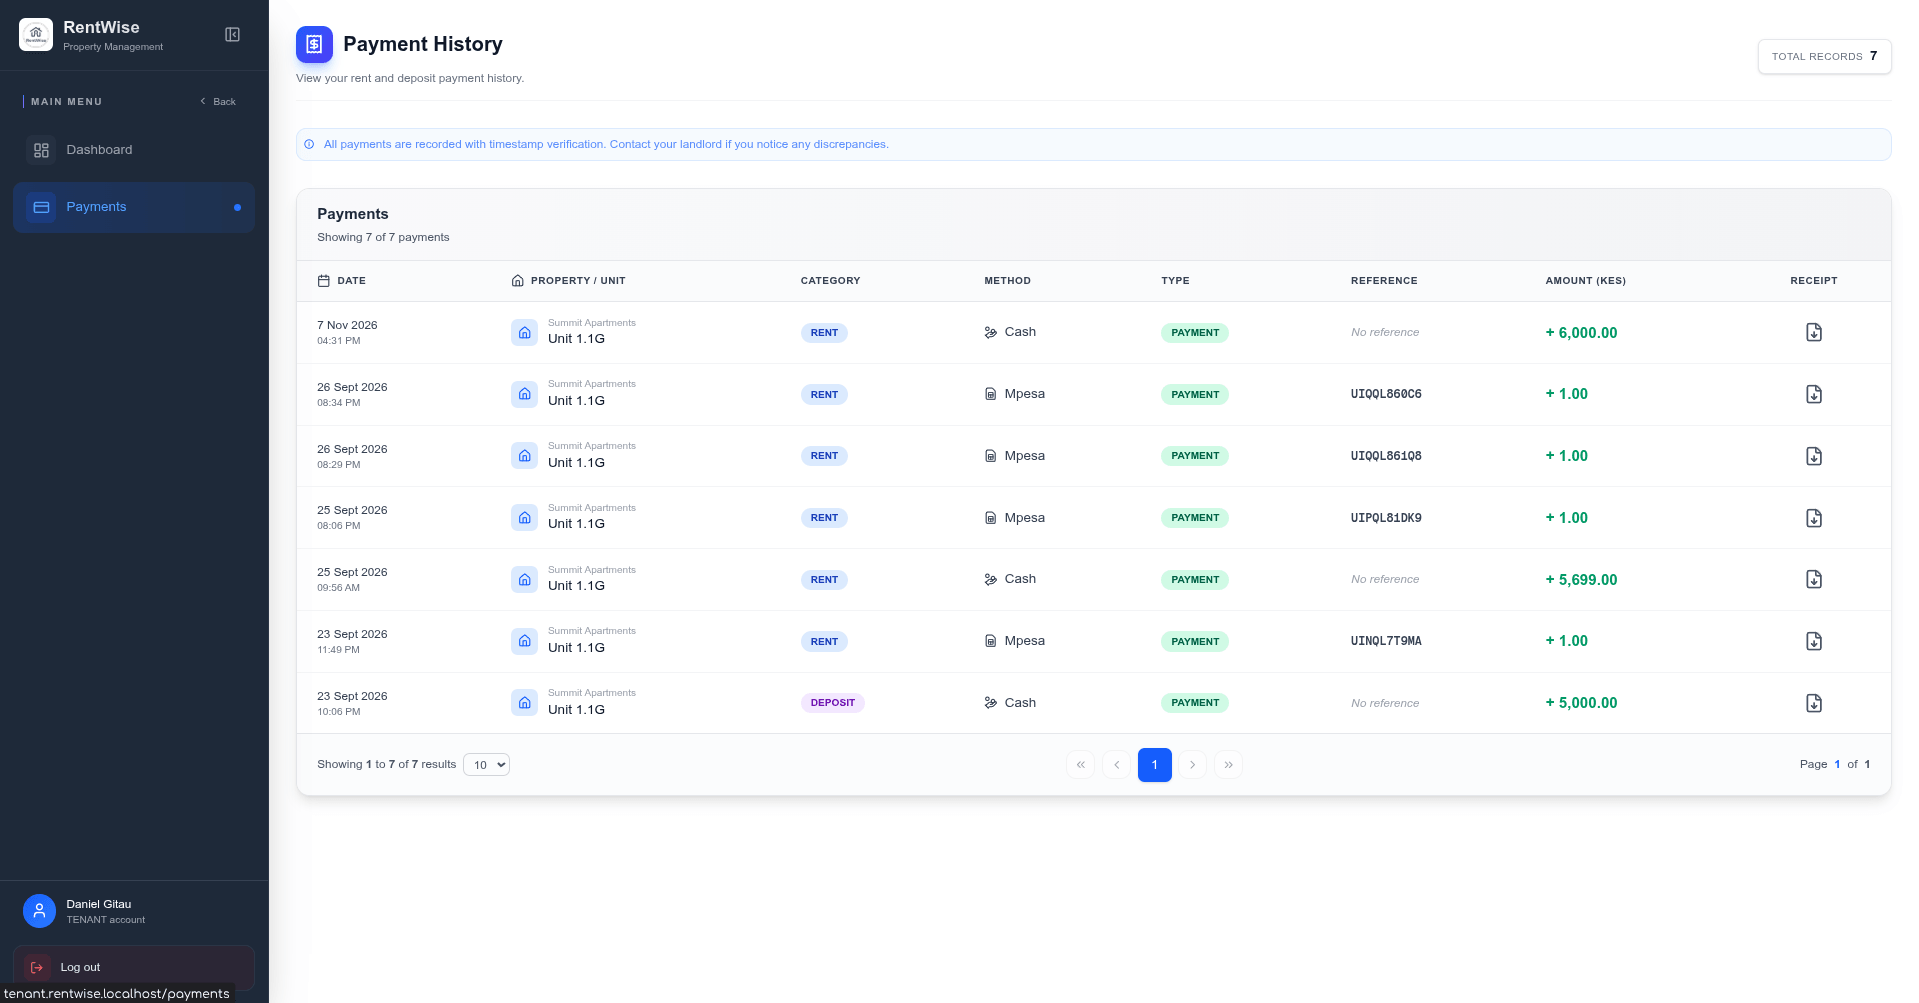 RentWise
Property Management
MAIN MENU
Back
Dashboard
Payments
Daniel Gitau
TENANT account
Log out
tenant.rentwise.localhost/payments
Payment History
View your rent and deposit payment history.
TOTAL RECORDS 7
All payments are recorded with timestamp verification. Contact your landlord if you notice any discrepancies.
Payments
Showing 7 of 7 payments
DATE PROPERTY / UNIT CATEGORY METHOD TYPE REFERENCE AMOUNT (KES) RECEIPT
7 Nov 2026
04:31 PM
Summit Apartments
Unit 1.1G
RENT Cash PAYMENT No reference + 6,000.00
26 Sept 2026
08:34 PM
Summit Apartments
Unit 1.1G
RENT Mpesa PAYMENT UIQQL860C6 + 1.00
26 Sept 2026
08:29 PM
Summit Apartments
Unit 1.1G
RENT Mpesa PAYMENT UIQQL861Q8 + 1.00
25 Sept 2026
08:06 PM
Summit Apartments
Unit 1.1G
RENT Mpesa PAYMENT UIPQL81DK9 + 1.00
25 Sept 2026
09:56 AM
Summit Apartments
Unit 1.1G
RENT Cash PAYMENT No reference + 5,699.00
23 Sept 2026
11:49 PM
Summit Apartments
Unit 1.1G
RENT Mpesa PAYMENT UINQL7T9MA + 1.00
23 Sept 2026
10:06 PM
Summit Apartments
Unit 1.1G
DEPOSIT Cash PAYMENT No reference + 5,000.00
Showing 1 to 7 of 7 results 10
« ‹ 1 › »
Page 1 of 1